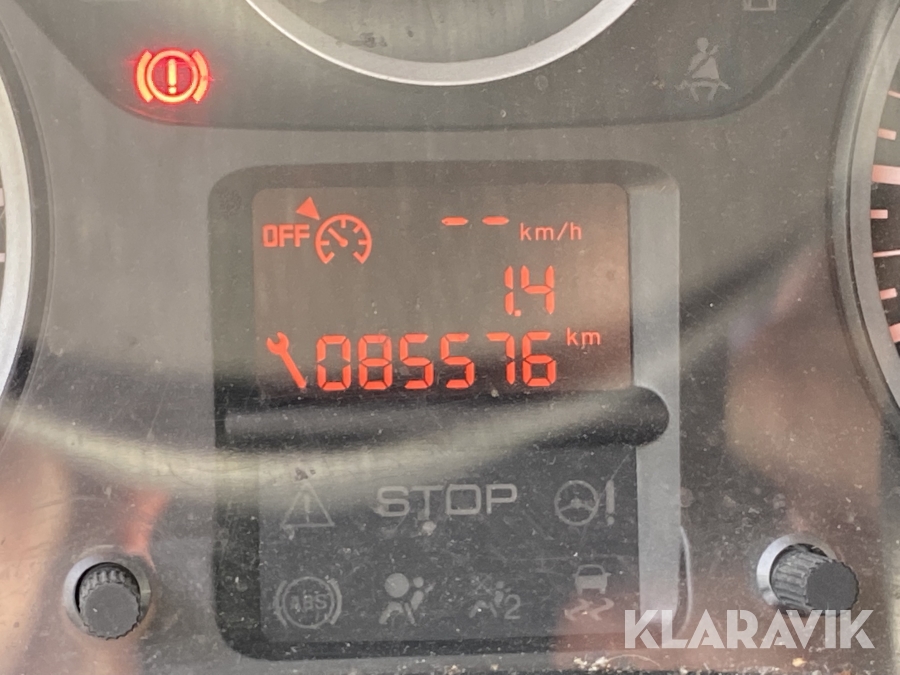 OFF -- km/h
1.4
085576 km
STOP
ABS 2
KLARAVIK